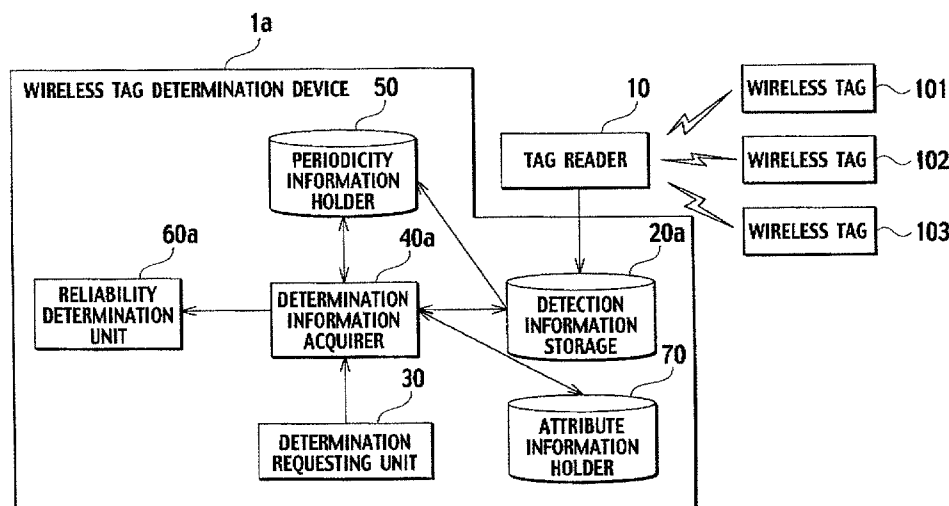 1a
WIRELESS TAG DETERMINATION DEVICE
50
PERIODICITY
INFORMATION
HOLDER
10
TAG READER
WIRELESS TAG
101
WIRELESS TAG
102
WIRELESS TAG
103
60a
RELIABILITY
DETERMINATION
UNIT
40a
DETERMINATION
INFORMATION
ACQUIRER
20a
DETECTION
INFORMATION
STORAGE
30
DETERMINATION
REQUESTING UNIT
70
ATTRIBUTE
INFORMATION
HOLDER